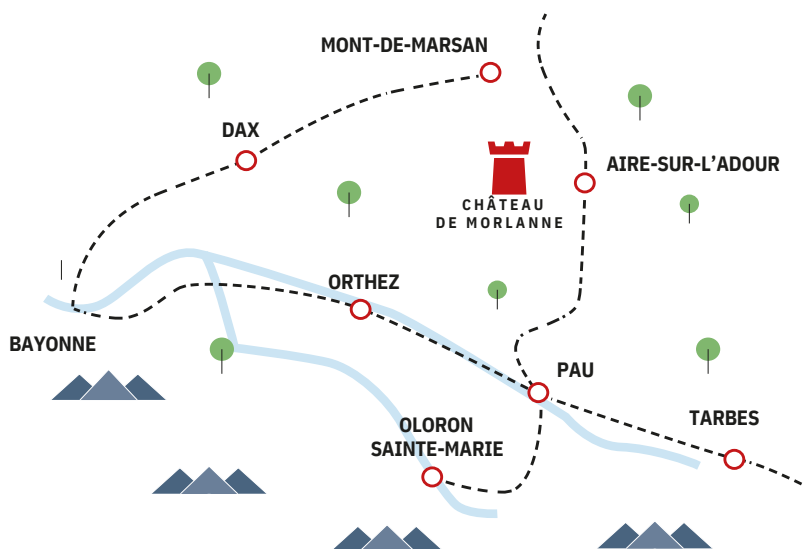 MONT-DE-MARSAN
DAX
AIRE-SUR-L'ADOUR
CHÂTEAU
DE MORLANNE
ORTHEZ
BAYONNE
PAU
TARBES
OLORON
SAINTE-MARIE